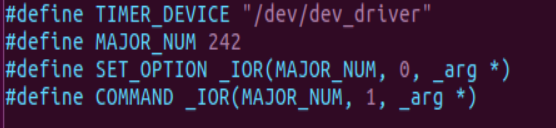 #define TIMER_DEVICE "/dev/dev_driver"
#define MAJOR_NUM 242
#define SET_OPTION _IOR(MAJOR_NUM, 0, _arg *)
#define COMMAND _IOR(MAJOR_NUM, 1, _arg *)